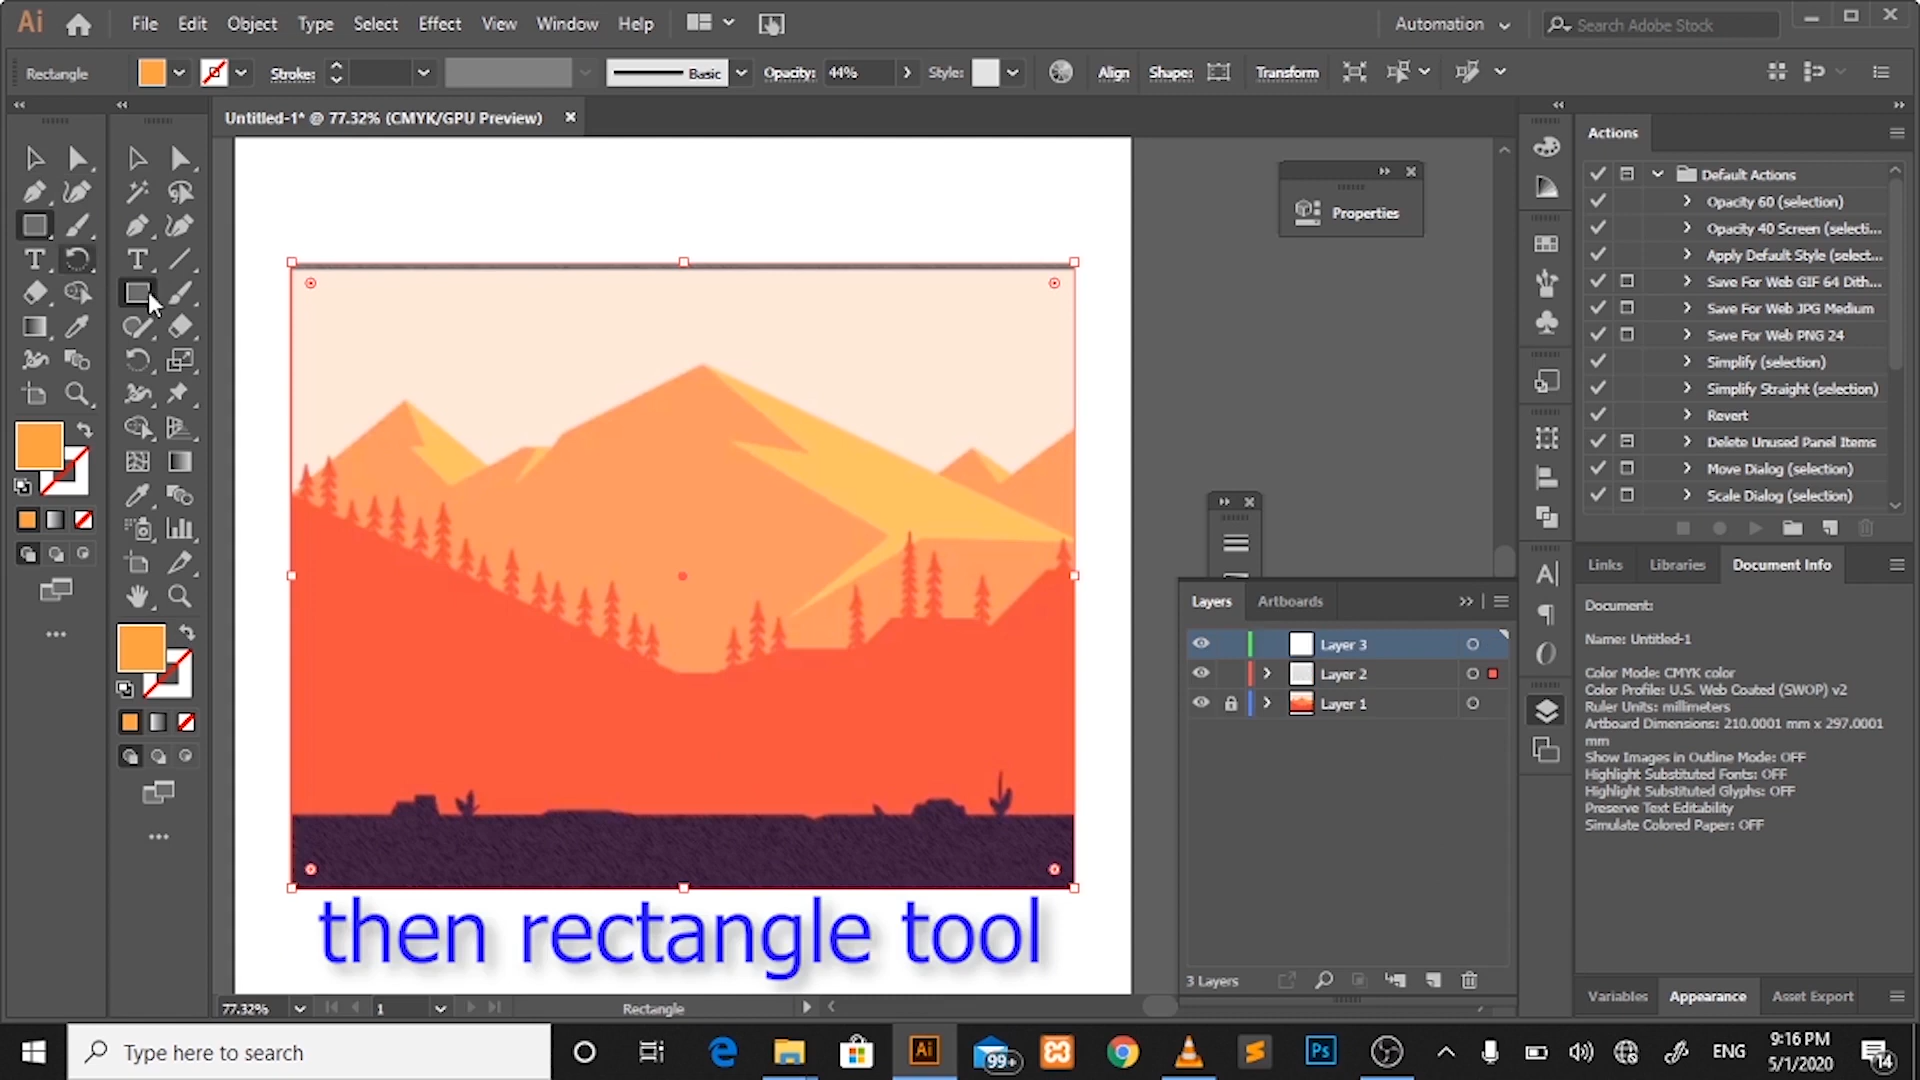 Ai File Edit Object Type Select Effect View Window Help Automation Search Adobe Stock
Rectangle Stroke: Basic Opacity: 44% Style: Align Shape: Transform
Untitled-1* @ 77.32% (CMYK/GPU Preview)
Properties
then rectangle tool
77.32% 1 Rectangle
Layers Artboards
Layer 3
Layer 2
Layer 1
3 Layers
Actions
Default Actions
Opacity 60 (selection)
Opacity 40 Screen (selecti...
Apply Default Style (select...
Save For Web GIF 64 Dith...
Save For Web JPG Medium
Save For Web PNG 24
Simplify (selection)
Simplify Straight (selection)
Revert
Delete Unused Panel Items
Move Dialog (selection)
Scale Dialog (selection)
Links Libraries Document Info
Document:
Name: Untitled-1
Color Mode: CMYK color
Color Profile: U.S. Web Coated (SWOP) v2
Ruler Units: millimeters
Artboard Dimensions: 210.0001 mm x 297.0001
mm
Show Images in Outline Mode: OFF
Highlight Substituted Fonts: OFF
Highlight Substituted Glyphs: OFF
Preserve Text Editability
Simulate Colored Paper: OFF
Variables Appearance Asset Export
Type here to search
Ai 99+ Ps ENG
9:16 PM
5/1/2020
14